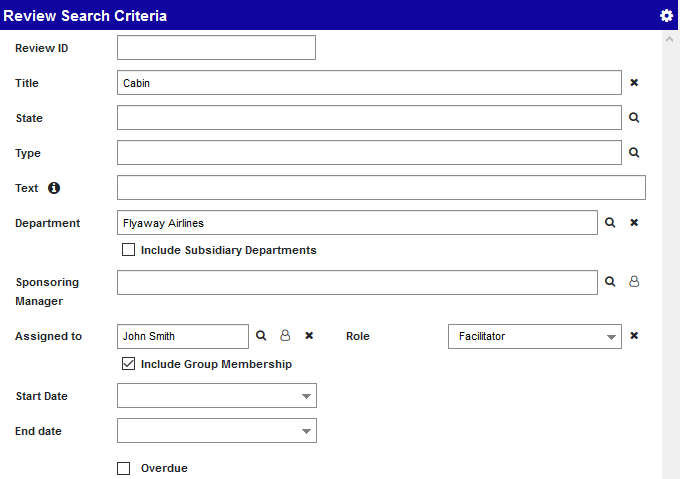 Review Search Criteria
Review ID
Title Cabin
State
Type
Text
Department Flyaway Airlines
Include Subsidiary Departments
Sponsoring
Manager
Assigned to John Smith Role Facilitator
Include Group Membership
Start Date
End date
Overdue